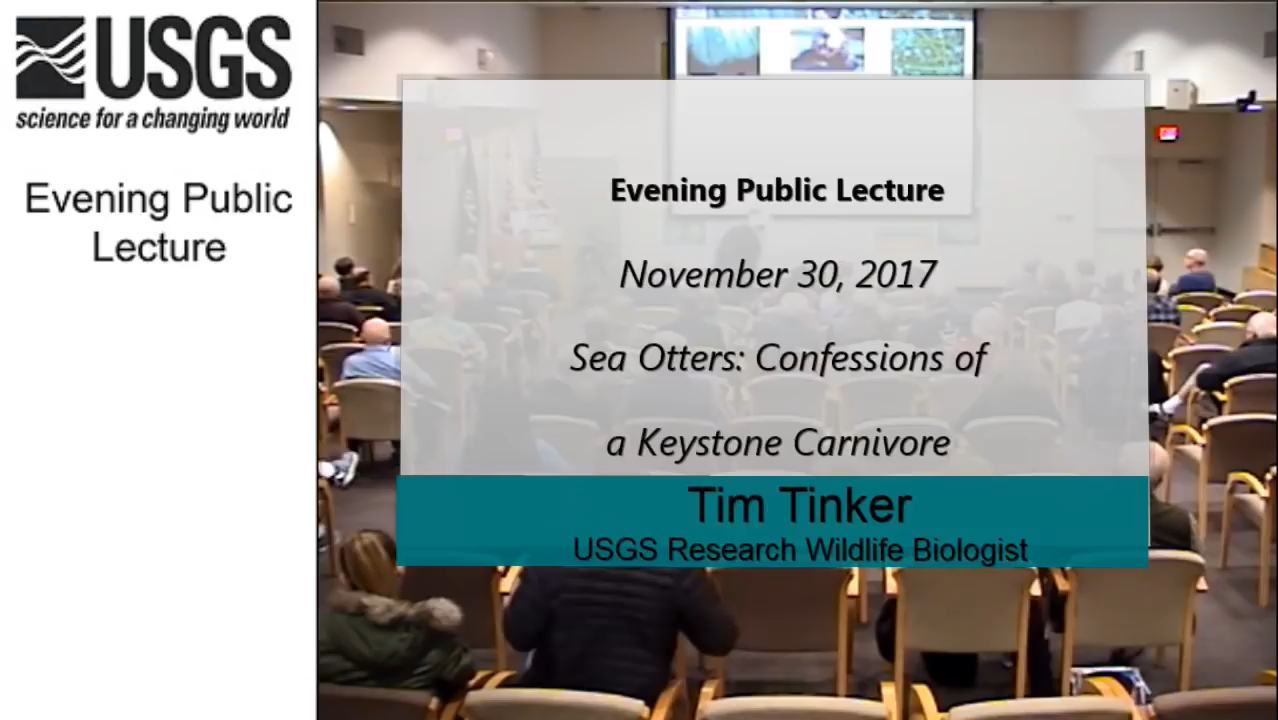 USGS
science for a changing world
Evening Public
Lecture
Evening Public Lecture
November 30, 2017
Sea Otters: Confessions of
a Keystone Carnivore
Tim Tinker
USGS Research Wildlife Biologist